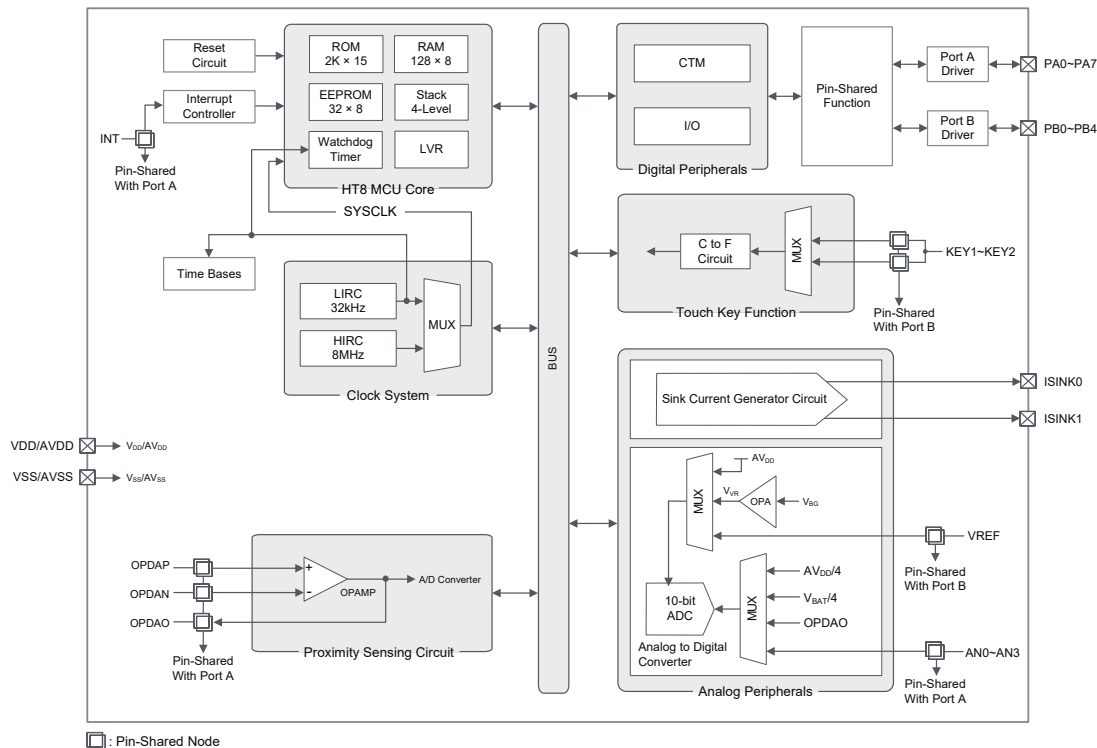 Reset
Circuit
Interrupt
Controller
INT
Pin-Shared
With Port A
ROM
2K × 15
RAM
128 × 8
EEPROM
32 × 8
Stack
4-Level
Watchdog
Timer
LVR
HT8 MCU Core
SYSCLK
Time Bases
LIRC
32kHz
HIRC
8MHz
MUX
Clock System
VDD/AVDD
VDD/AVDD
VSS/AVSS
VSS/AVSS
OPDAP
OPDAN
OPDAO
Pin-Shared
With Port A
+
-
OPAMP
A/D Converter
Proximity Sensing Circuit
BUS
CTM
I/O
Digital Peripherals
Pin-Shared
Function
Port A
Driver
Port B
Driver
PA0~PA7
PB0~PB4
C to F
Circuit
MUX
KEY1~KEY2
Pin-Shared
With Port B
Touch Key Function
Sink Current Generator Circuit
ISINK0
ISINK1
MUX
AVDD
VVR
OPA
VBG
VREF
Pin-Shared
With Port B
10-bit
ADC
MUX
AVDD/4
VBAT/4
OPDAO
AN0~AN3
Analog to Digital
Converter
Pin-Shared
With Port A
Analog Peripherals
: Pin-Shared Node